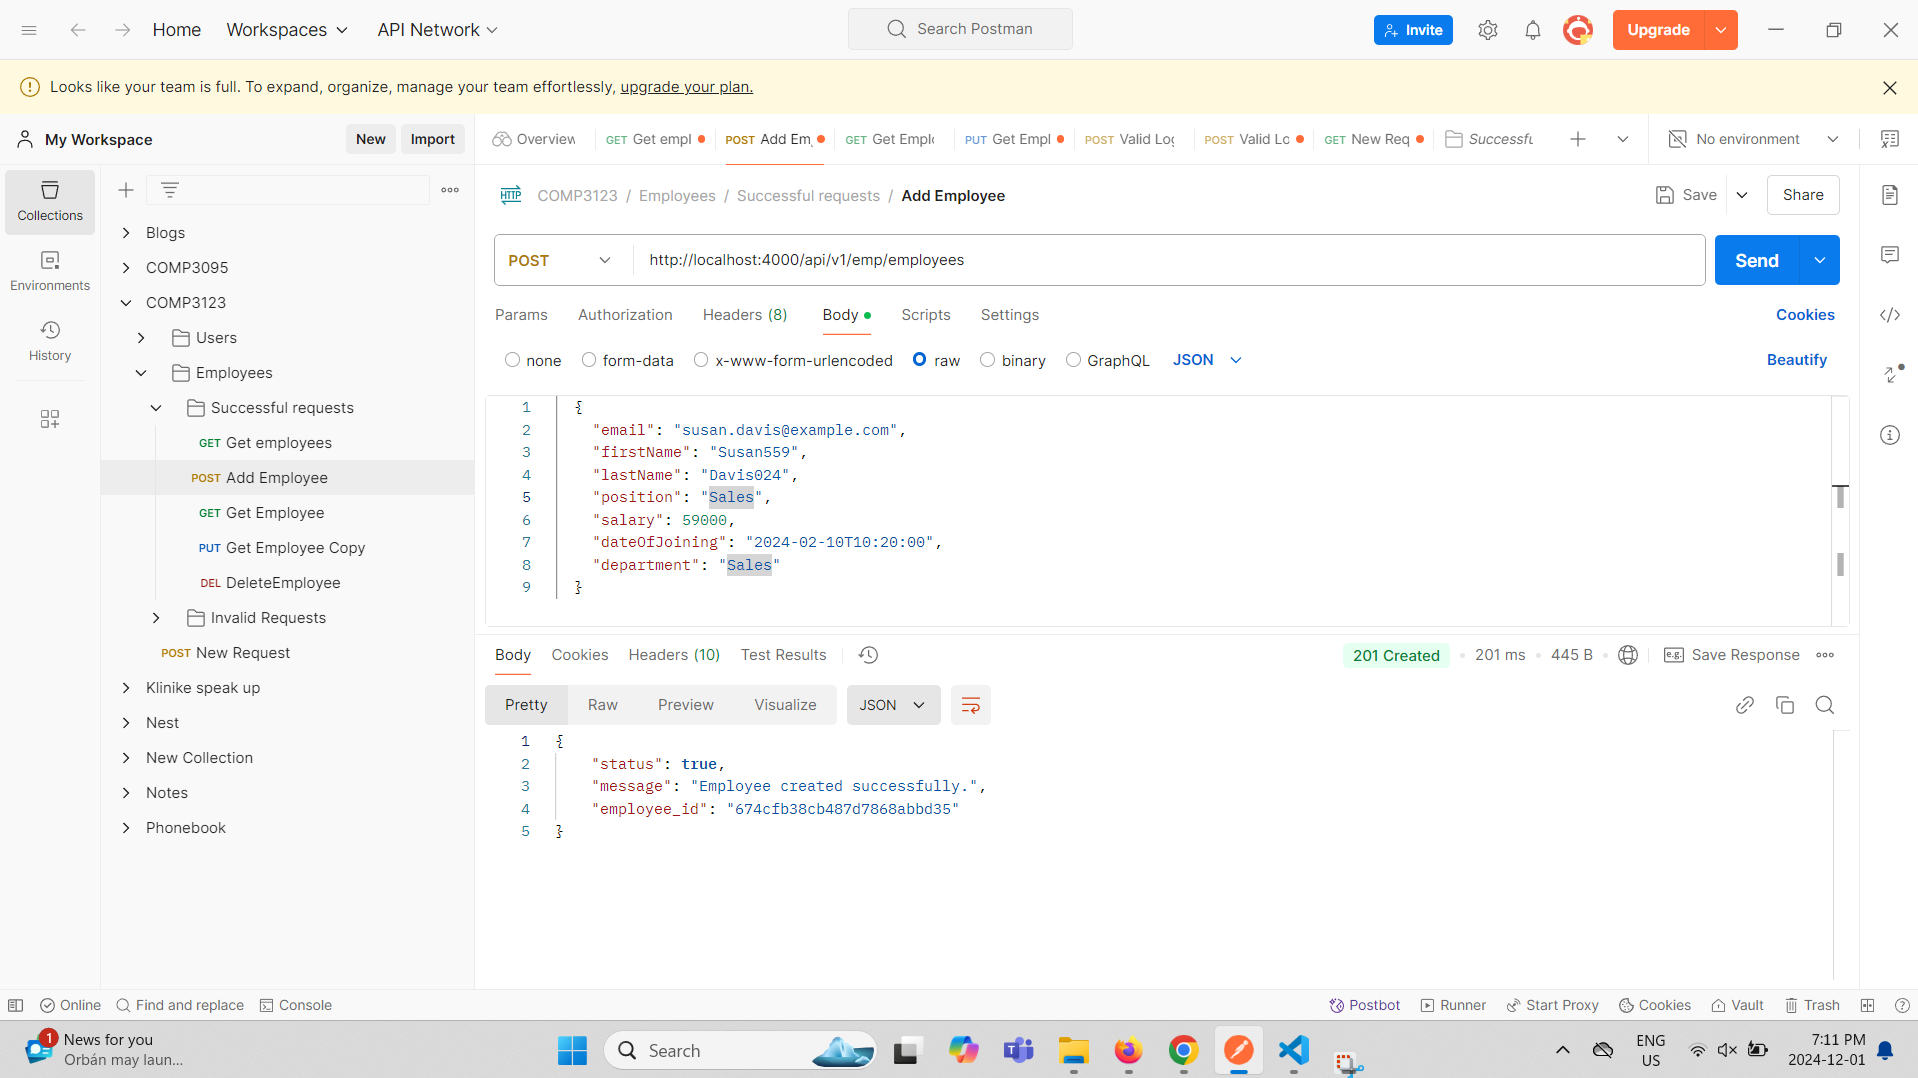 Home Workspaces API Network Search Postman Invite Upgrade
Looks like your team is full. To expand, organize, manage your team effortlessly, upgrade your plan.
My Workspace New Import
Overview GET Get empl POST Add Em GET Get Emplo PUT Get Empl POST Valid Log POST Valid Lo GET New Req Successfu No environment
Collections
Environments
History
Blogs
COMP3095
COMP3123
Users
Employees
Successful requests
GET Get employees
POST Add Employee
GET Get Employee
PUT Get Employee Copy
DEL DeleteEmployee
Invalid Requests
POST New Request
Klinike speak up
Nest
New Collection
Notes
Phonebook
HTTP COMP3123 / Employees / Successful requests / Add Employee Save Share
POST http://localhost:4000/api/v1/emp/employees Send
Params Authorization Headers (8) Body Scripts Settings Cookies
none form-data x-www-form-urlencoded raw binary GraphQL JSON Beautify
1 {
2 "email": "susan.davis@example.com",
3 "firstName": "Susan559",
4 "lastName": "Davis024",
5 "position": "Sales",
6 "salary": 59000,
7 "dateOfJoining": "2024-02-10T10:20:00",
8 "department": "Sales"
9 }
Body Cookies Headers (10) Test Results 201 Created 201 ms 445 B e.g. Save Response
Pretty Raw Preview Visualize JSON
1 {
2 "status": true,
3 "message": "Employee created successfully.",
4 "employee_id": "674cfb38cb487d7868abbd35"
5 }
Online Find and replace Console Postbot Runner Start Proxy Cookies Vault Trash
1 News for you
Orbán may laun...
Search
ENG
US
7:11 PM
2024-12-01